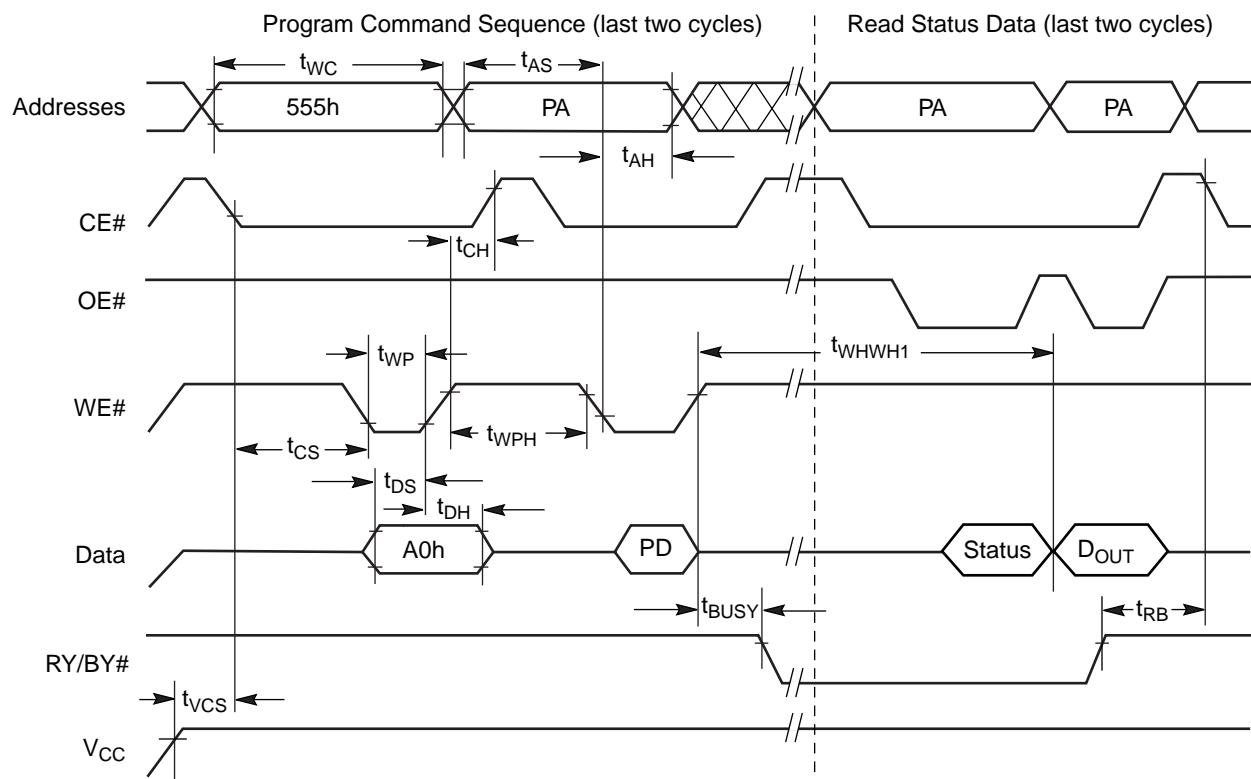 Program Command Sequence (last two cycles)
Read Status Data (last two cycles)
tWC
tAS
Addresses
555h
PA
PA
PA
tAH
CE#
tCH
OE#
tWP
tWHWH1
WE#
tCS
tWPH
tDS
tDH
Data
A0h
PD
Status
DOUT
tBUSY
tRB
RY/BY#
tVCS
VCC